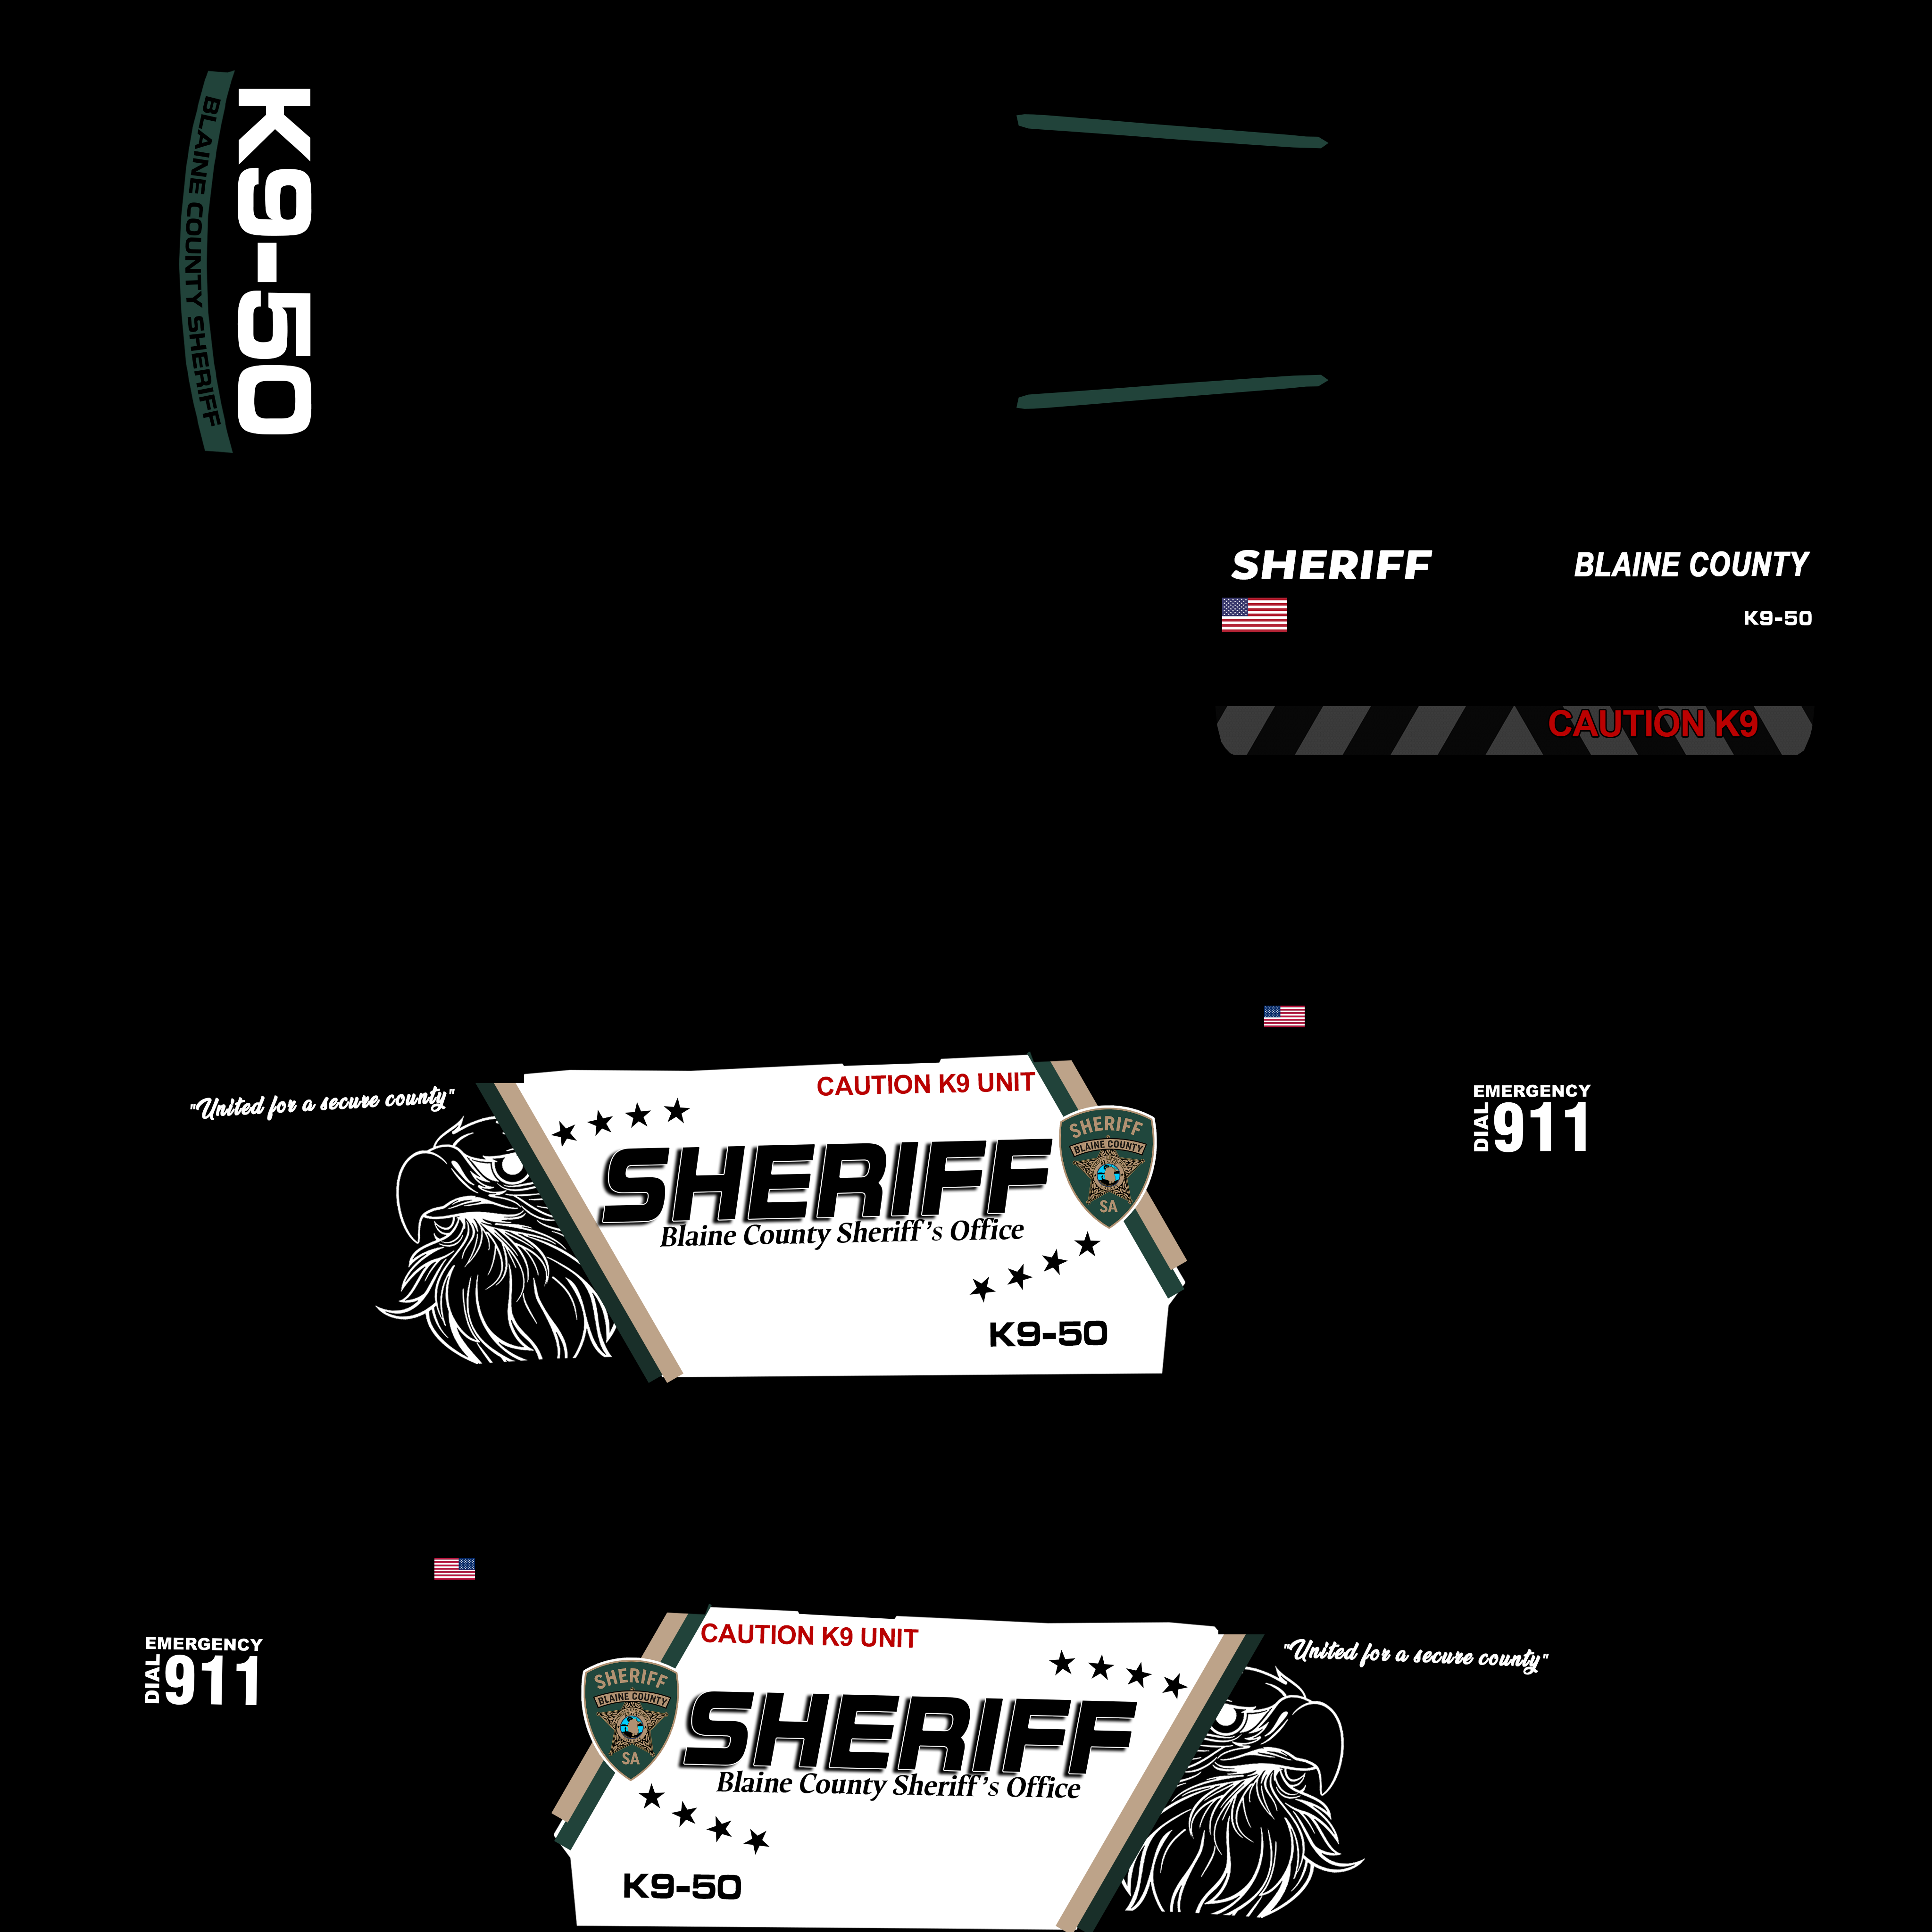 K9-50
BLAINE COUNTY SHERIFF
SHERIFF
BLAINE COUNTY
K9-50
CAUTION K9
"United for a secure county"
CAUTION K9 UNIT
SHERIFF
Blaine County Sheriff's Office
K9-50
SHERIFF
BLAINE COUNTY
SA
EMERGENCY
DIAL
911
EMERGENCY
DIAL
911
CAUTION K9 UNIT
SHERIFF
BLAINE COUNTY
SA
SHERIFF
Blaine County Sheriff's Office
K9-50
"United for a secure county"